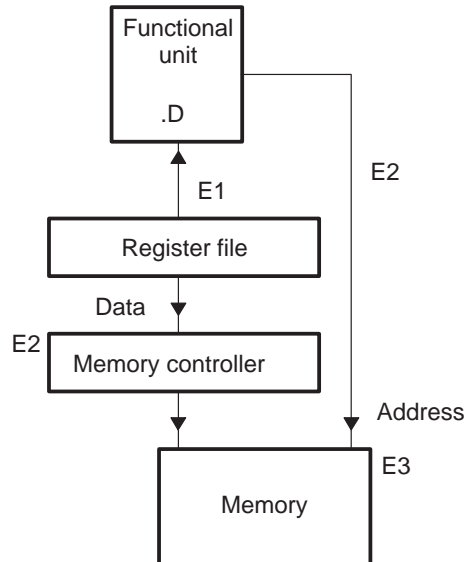 Functional
unit
.D
E2
E1
Register file
Data
E2
Memory controller
Address
E3
Memory